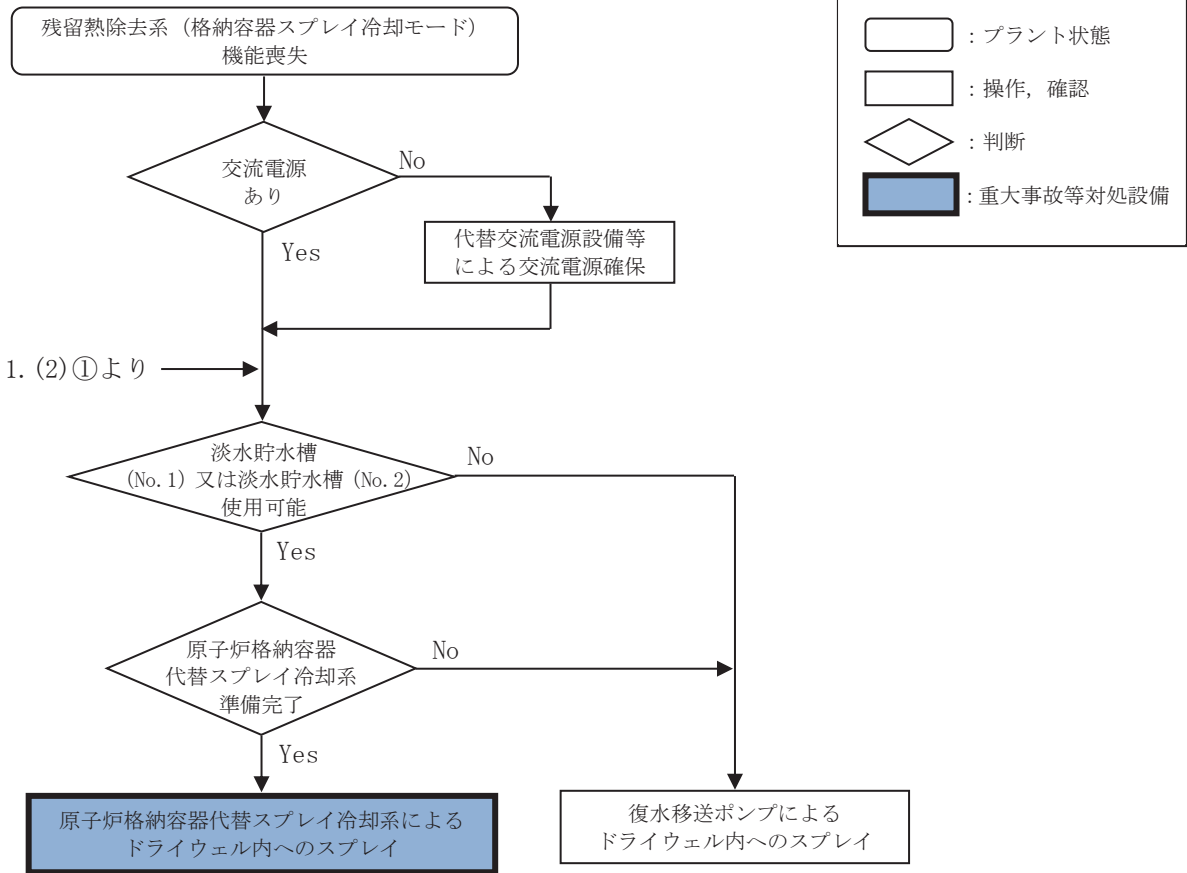 残留熱除去系 (格納容器スプレイ冷却モード)
機能喪失
交流電源
あり
No
Yes
代替交流電源設備等
による交流電源確保
1. (2)①より
淡水貯水槽
(No.1) 又は淡水貯水槽 (No.2)
使用可能
No
Yes
原子炉格納容器
代替スプレイ冷却系
準備完了
No
Yes
原子炉格納容器代替スプレイ冷却系による
ドライウェル内へのスプレイ
復水移送ポンプによる
ドライウェル内へのスプレイ
：プラント状態
：操作，確認
：判断
：重大事故等対処設備